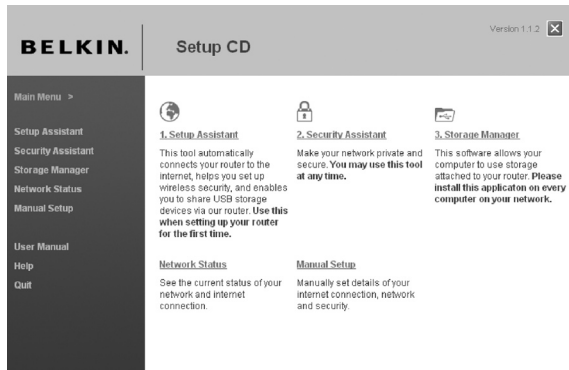 Version 1.1.2
BELKIN.
Setup CD
Main Menu >
Setup Assistant
Security Assistant
Storage Manager
Network Status
Manual Setup
User Manual
Help
Quit
1. Setup Assistant
This tool automatically
connects your router to the
internet, helps you set up
wireless security, and enables
you to share USB storage
devices via our router. Use this
when setting up your router
for the first time.
2. Security Assistant
Make your network private and
secure. You may use this tool
at any time.
3. Storage Manager
This software allows your
computer to use storage
attached to your router. Please
install this applicaton on every
computer on your network.
Network Status
See the current status of your
network and internet
connection.
Manual Setup
Manually set details of your
internet connection, network
and security.